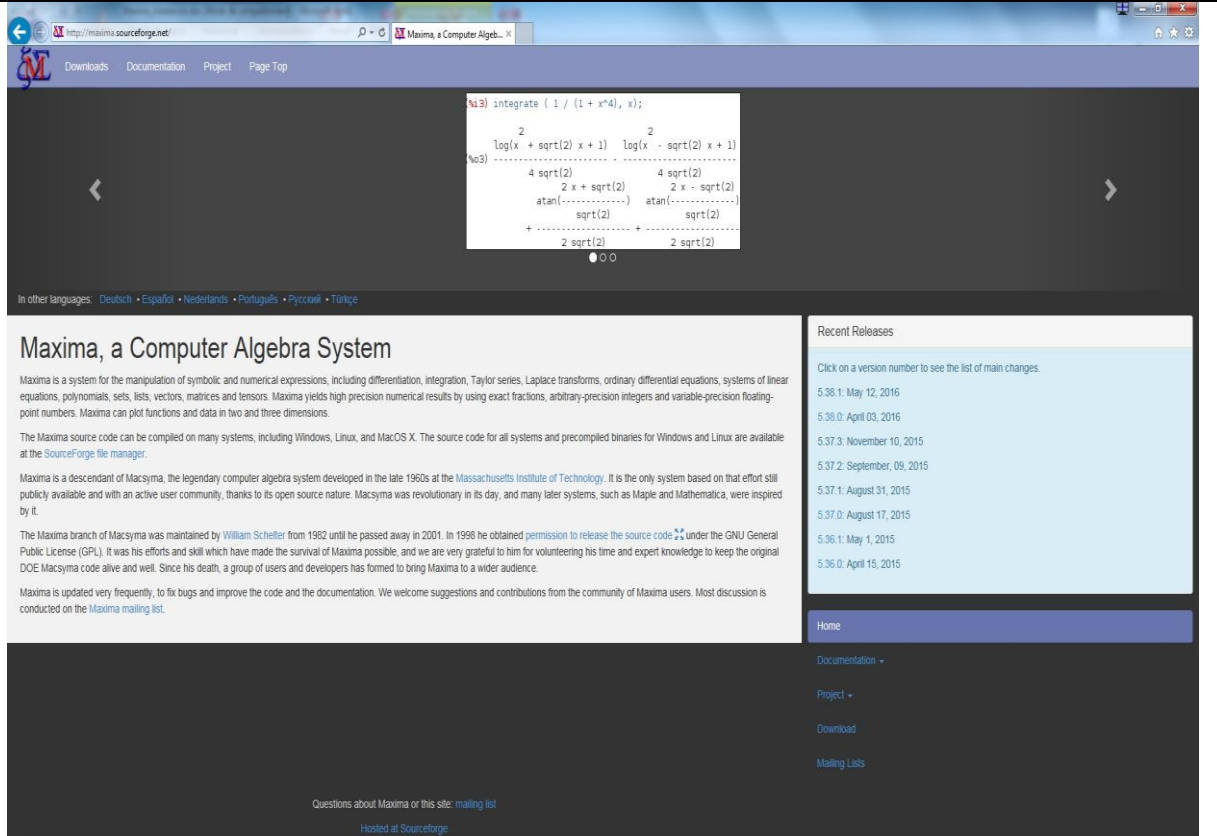 http://maxima.sourceforge.net/
Maxima, a Computer Algeb...
Downloads Documentation Project Page Top
(%i3) integrate ( 1 / (1 + x^4), x);
2 2
log(x + sqrt(2) x + 1) log(x - sqrt(2) x + 1)
(%o3) ----------------------- - -----------------------
4 sqrt(2) 4 sqrt(2)
2 x + sqrt(2) 2 x - sqrt(2)
atan(-------------) atan(-------------)
sqrt(2) sqrt(2)
+ ------------------- + -------------------
2 sqrt(2) 2 sqrt(2)
In other languages: Deutsch • Español • Nederlands • Português • Русский • Türkçe
Maxima, a Computer Algebra System
Maxima is a system for the manipulation of symbolic and numerical expressions, including differentiation, integration, Taylor series, Laplace transforms, ordinary differential equations, systems of linear
equations, polynomials, sets, lists, vectors, matrices and tensors. Maxima yields high precision numerical results by using exact fractions, arbitrary-precision integers and variable-precision floating-
point numbers. Maxima can plot functions and data in two and three dimensions.
The Maxima source code can be compiled on many systems, including Windows, Linux, and MacOS X. The source code for all systems and precompiled binaries for Windows and Linux are available
at the SourceForge file manager.
Maxima is a descendant of Macsyma, the legendary computer algebra system developed in the late 1960s at the Massachusetts Institute of Technology. It is the only system based on that effort still
publicly available and with an active user community, thanks to its open source nature. Macsyma was revolutionary in its day, and many later systems, such as Maple and Mathematica, were inspired
by it.
The Maxima branch of Macsyma was maintained by William Schelter from 1982 until he passed away in 2001. In 1998 he obtained permission to release the source code under the GNU General
Public License (GPL). It was his efforts and skill which have made the survival of Maxima possible, and we are very grateful to him for volunteering his time and expert knowledge to keep the original
DOE Macsyma code alive and well. Since his death, a group of users and developers has formed to bring Maxima to a wider audience.
Maxima is updated very frequently, to fix bugs and improve the code and the documentation. We welcome suggestions and contributions from the community of Maxima users. Most discussion is
conducted on the Maxima mailing list.
Recent Releases
Click on a version number to see the list of main changes.
5.38.1: May 12, 2016
5.38.0: April 03, 2016
5.37.3: November 10, 2015
5.37.2: September, 09, 2015
5.37.1: August 31, 2015
5.37.0: August 17, 2015
5.36.1: May 1, 2015
5.36.0: April 15, 2015
Home
Documentation
Project
Download
Mailing Lists
Questions about Maxima or this site: mailing list
Hosted at Sourceforge